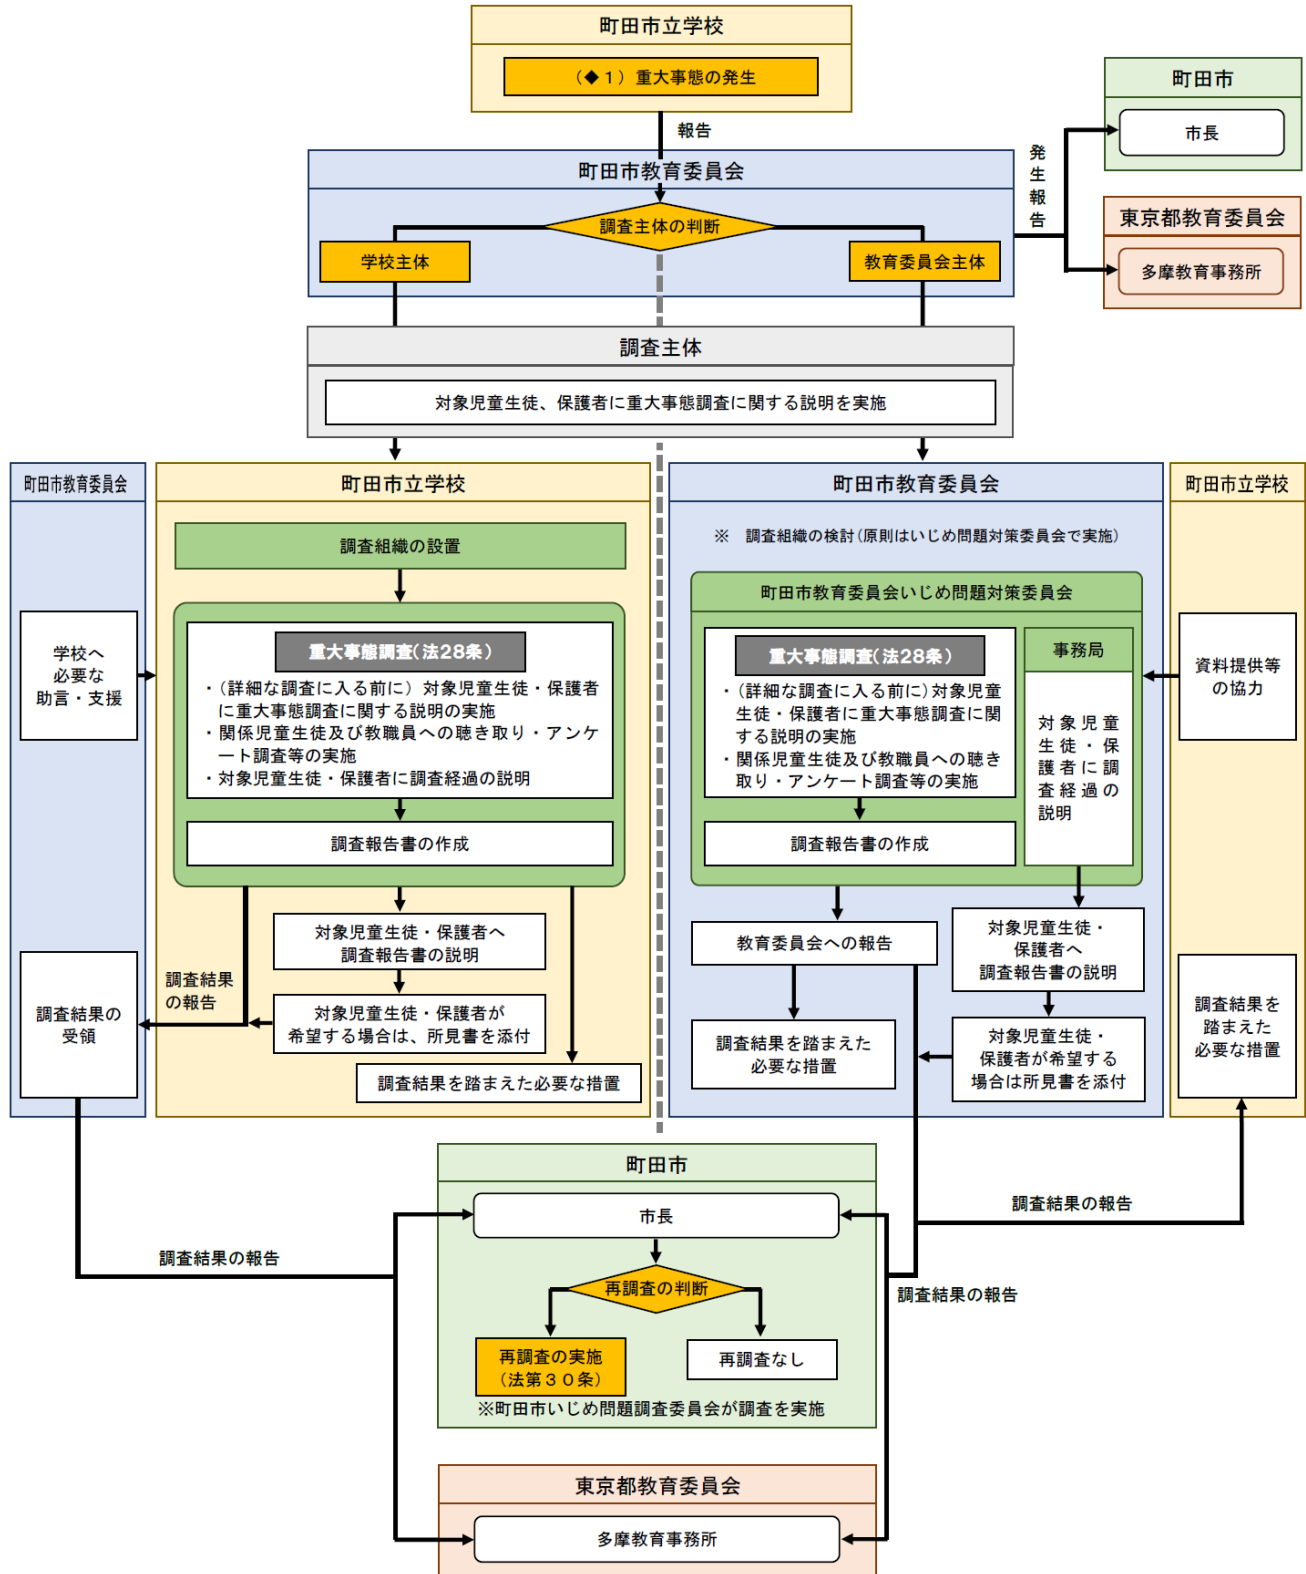 町田市立学校
（◆１）重大事態の発生
報告
町田市
市長
発生報告
町田市教育委員会
調査主体の判断
学校主体
教育委員会主体
東京都教育委員会
多摩教育事務所
調査主体
対象児童生徒、保護者に重大事態調査に関する説明を実施
町田市教育委員会
学校へ
必要な
助言・支援
調査結果の
受領
町田市立学校
調査組織の設置
重大事態調査（法28条）
・（詳細な調査に入る前に）対象児童生徒・保護者
に重大事態調査に関する説明の実施
・関係児童生徒及び教職員への聴き取り・アンケ
ート調査等の実施
・対象児童生徒・保護者に調査経過の説明
調査報告書の作成
対象児童生徒・保護者へ
調査報告書の説明
調査結果
の報告
対象児童生徒・保護者が
希望する場合は、所見書を添付
調査結果を踏まえた必要な措置
町田市教育委員会
※　調査組織の検討（原則はいじめ問題対策委員会で実施）
町田市教育委員会いじめ問題対策委員会
重大事態調査（法28条）
・（詳細な調査に入る前に）対象児童
生徒・保護者に重大事態調査に関
する説明の実施
・関係児童生徒及び教職員への聴き
取り・アンケート調査等の実施
調査報告書の作成
事務局
対象児童
生徒・保
護者に調
査経過の
説明
教育委員会への報告
調査結果を踏まえた
必要な措置
対象児童生徒・
保護者へ
調査報告書の説明
対象児童生徒・
保護者が希望する
場合は所見書を添付
町田市立学校
資料提供等
の協力
調査結果を
踏まえた
必要な措置
調査結果の報告
調査結果の報告
調査結果の報告
町田市
市長
再調査の判断
再調査の実施
（法第３０条）
再調査なし
※町田市いじめ問題調査委員会が調査を実施
東京都教育委員会
多摩教育事務所